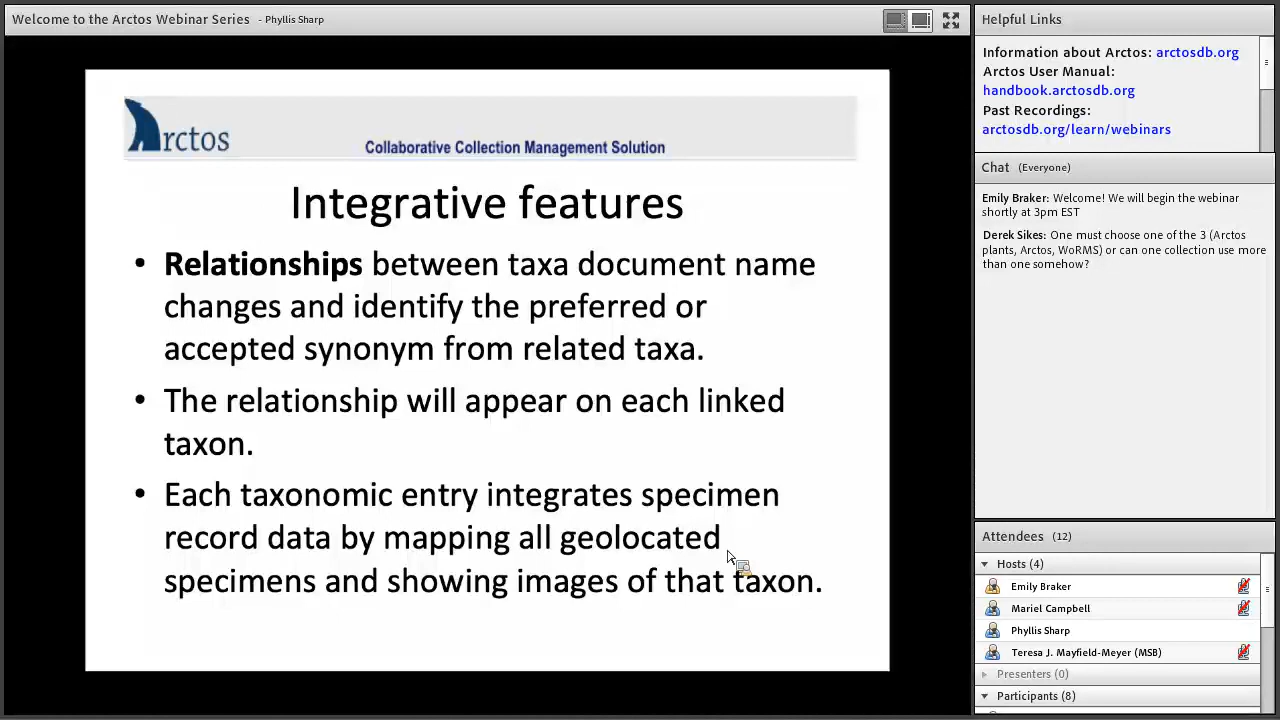 Welcome to the Arctos Webinar Series - Phyllis Sharp
Arctos
Collaborative Collection Management Solution
Integrative features
• Relationships between taxa document name
changes and identify the preferred or
accepted synonym from related taxa.
• The relationship will appear on each linked
taxon.
• Each taxonomic entry integrates specimen
record data by mapping all geolocated
specimens and showing images of that taxon.
Helpful Links
Information about Arctos: arctosdb.org
Arctos User Manual:
handbook.arctosdb.org
Past Recordings:
arctosdb.org/learn/webinars
Chat (Everyone)
Emily Braker: Welcome! We will begin the webinar
shortly at 3pm EST
Derek Sikes: One must choose one of the 3 (Arctos
plants, Arctos, WoRMS) or can one collection use more
than one somehow?
Attendees (12)
Hosts (4)
Emily Braker
Mariel Campbell
Phyllis Sharp
Teresa J. Mayfield-Meyer (MSB)
Presenters (0)
Participants (8)